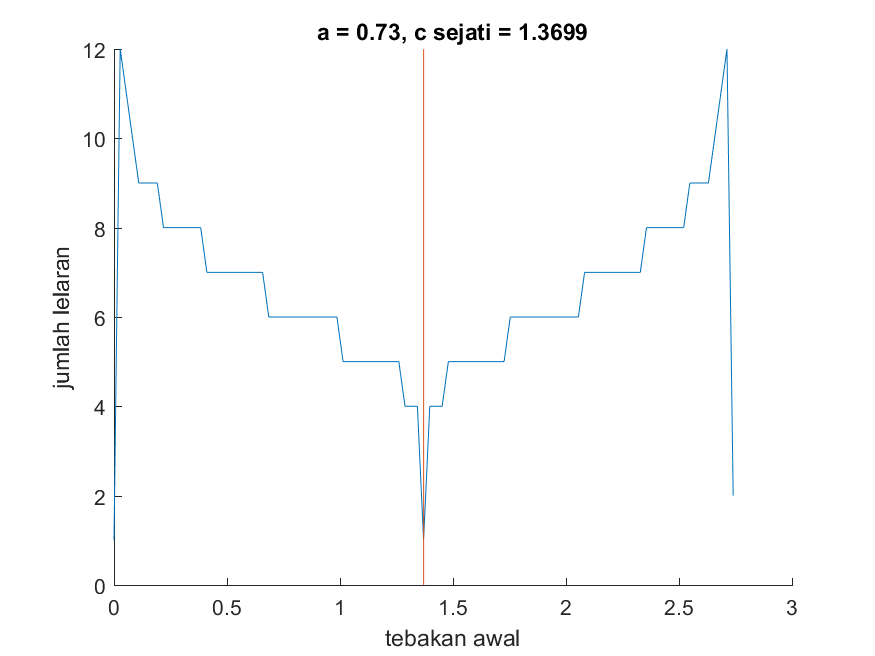 a = 0.73, c sejati = 1.3699
12
10
8
6
4
2
0
jumlah lelaran
0 0.5 1 1.5 2 2.5 3
tebakan awal